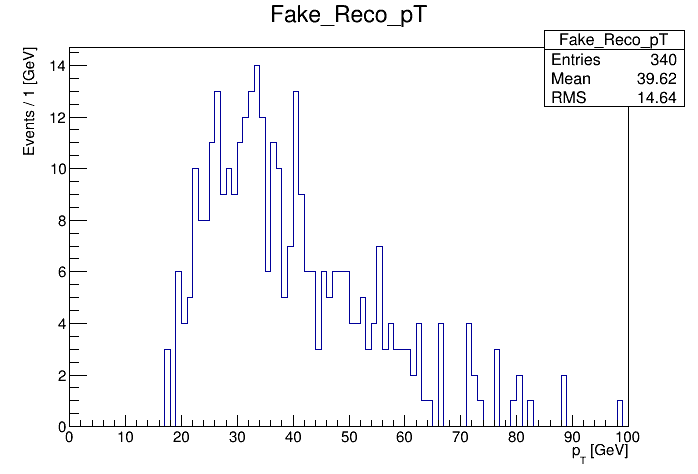 Fake_Reco_pT
Fake_Reco_pT
Entries 340
Mean 39.62
RMS 14.64
Events / 1 [GeV]
14
12
10
8
6
4
2
0
0 10 20 30 40 50 60 70 80 90 100
p_T [GeV]